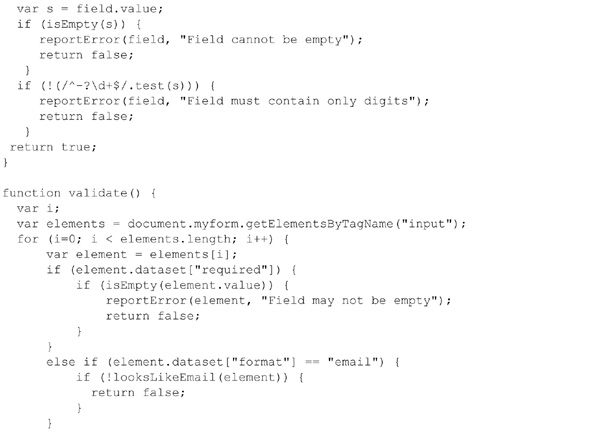 var s = field.value;
if (isEmpty(s)) {
reportError(field, "Field cannot be empty");
return false;
}
if (!(/^-?\d+$/.test(s))) {
reportError(field, "Field must contain only digits");
return false;
}
return true;
}
function validate() {
var i;
var elements = document.myform.getElementsByTagName("input");
for (i=0; i < elements.length; i++) {
var element = elements[i];
if (element.dataset["required"]) {
if (isEmpty(element.value)) {
reportError(element, "Field may not be empty");
return false;
}
}
else if (element.dataset["format"] == "email") {
if (!looksLikeEmail(element)) {
return false;
}
}